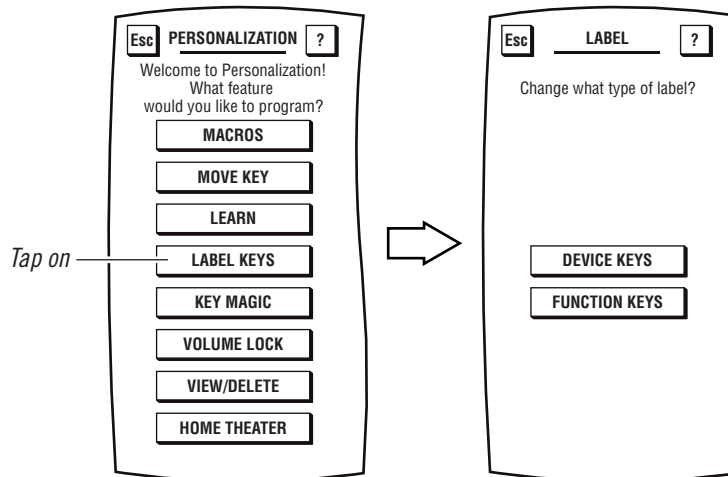 Esc PERSONALIZATION ?
Welcome to Personalization!
What feature
would you like to program?
MACROS
MOVE KEY
LEARN
Tap on
LABEL KEYS
KEY MAGIC
VOLUME LOCK
VIEW/DELETE
HOME THEATER
Esc LABEL ?
Change what type of label?
DEVICE KEYS
FUNCTION KEYS